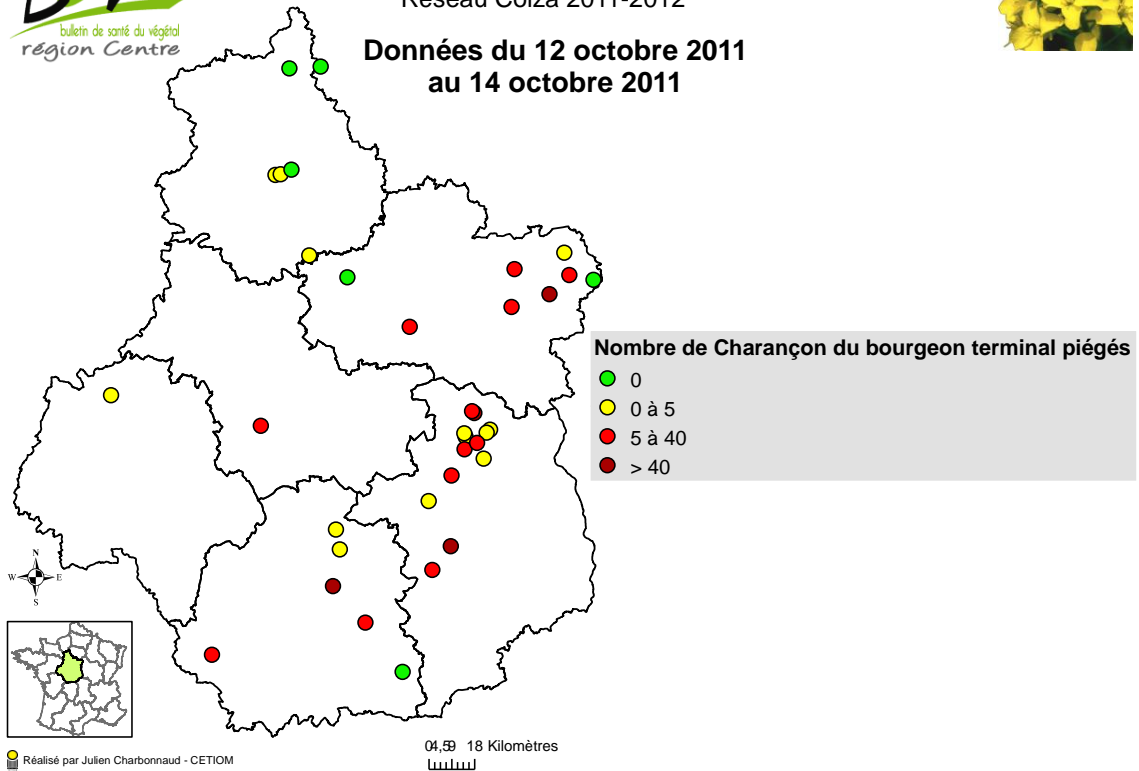 bulletin de santé du végétal
région Centre
Réseau Colza 2011-2012
Données du 12 octobre 2011
au 14 octobre 2011
Nombre de Charançon du bourgeon terminal piégés
0
0 à 5
5 à 40
> 40
N
W E
S
04,59 18 Kilomètres
Réalisé par Julien Charbonnaud - CETIOM